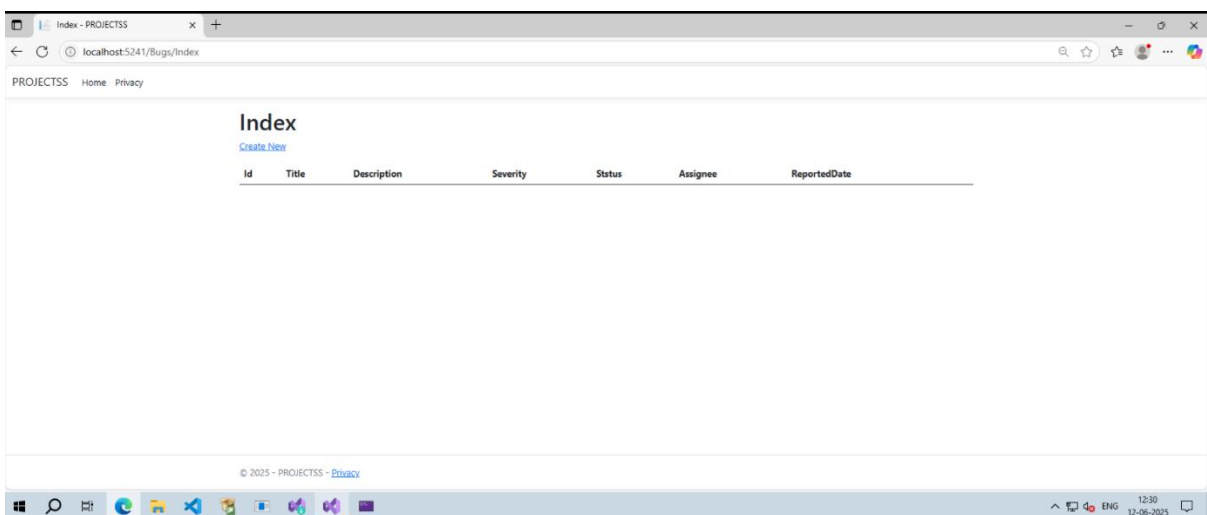 Index - PROJECTSS
localhost:5241/Bugs/Index
PROJECTSS Home Privacy
Index
Create New
Id Title Description Severity Ststus Assignee ReportedDate
© 2025 - PROJECTSS - Privacy
ENG 12:30
12-06-2025